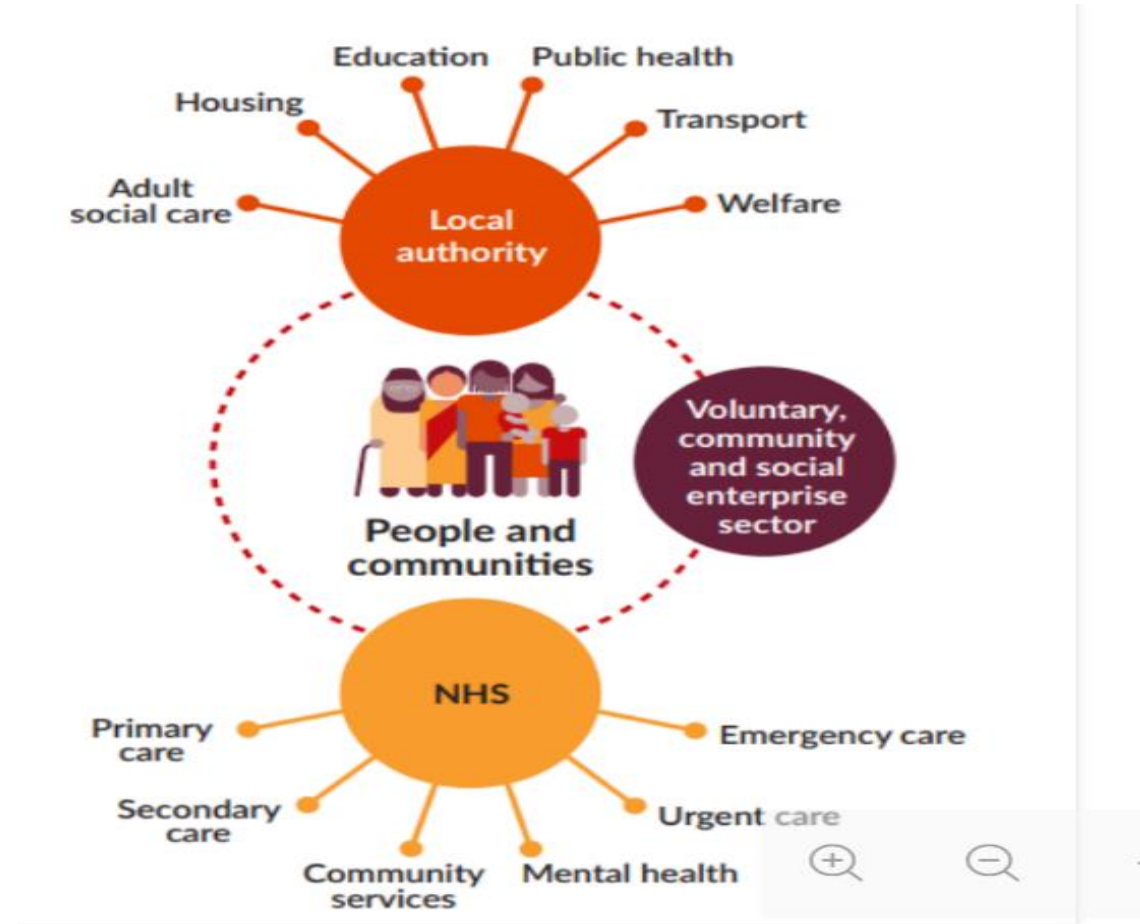 Education
Public health
Housing
Transport
Adult
social care
Welfare
Local
authority
Voluntary,
community
and social
enterprise
sector
People and
communities
NHS
Primary
care
Emergency care
Secondary
care
Urgent care
Community
services
Mental health